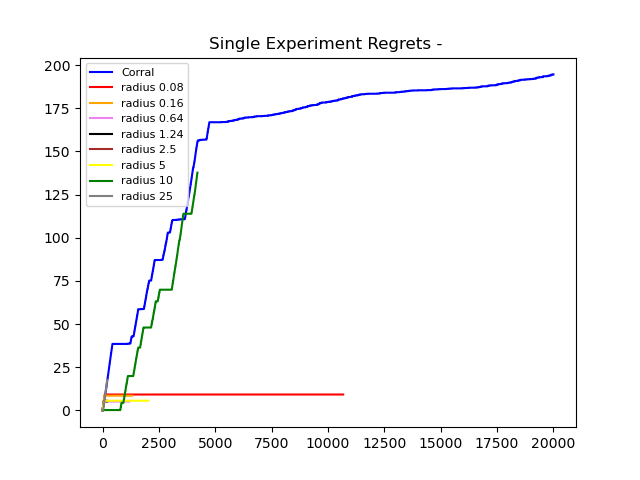 Single Experiment Regrets -
200
175
150
125
100
75
50
25
0
Corral
radius 0.08
radius 0.16
radius 0.64
radius 1.24
radius 2.5
radius 5
radius 10
radius 25
0 2500 5000 7500 10000 12500 15000 17500 20000